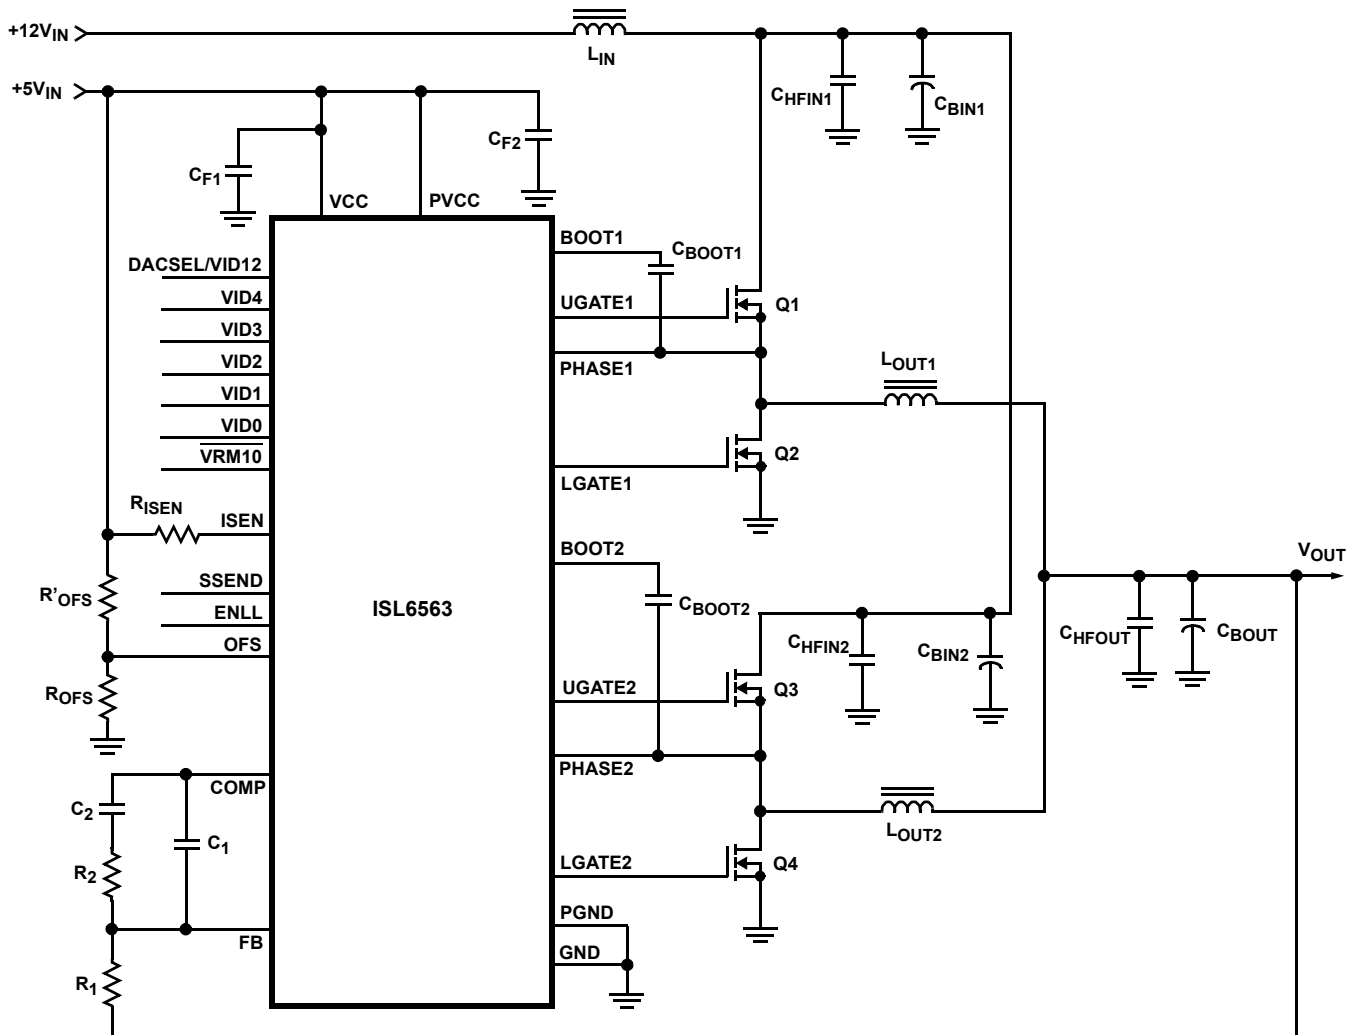 +12VIN
LIN
+5VIN
CHFIN1
CBIN1
CF2
CF1
VCC
PVCC
BOOT1
CBOOT1
DACSEL/VID12
VID4
UGATE1
Q1
VID3
VID2
PHASE1
LOUT1
VID1
VID0
VRM10
Q2
LGATE1
RISEN
ISEN
BOOT2
VOUT
SSEND
R'OFS
ISL6563
CBOOT2
ENLL
OFS
CHFIN2
CBIN2
CHFOUT
CBOUT
ROFS
UGATE2
Q3
PHASE2
COMP
C2
C1
LOUT2
R2
LGATE2
Q4
PGND
FB
GND
R1